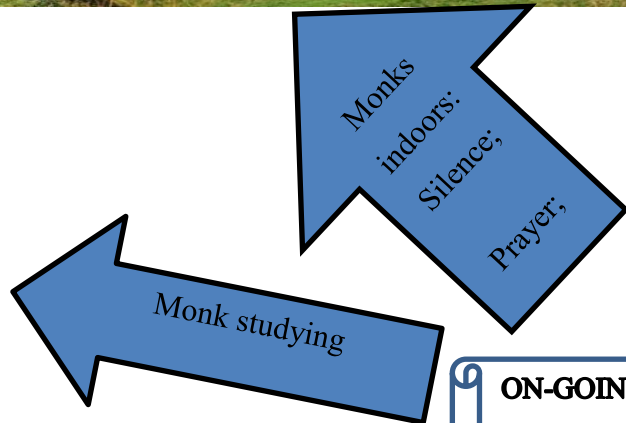 Monks
indoors:
Silence;
Prayer;
Monk studying
ON-GOIN